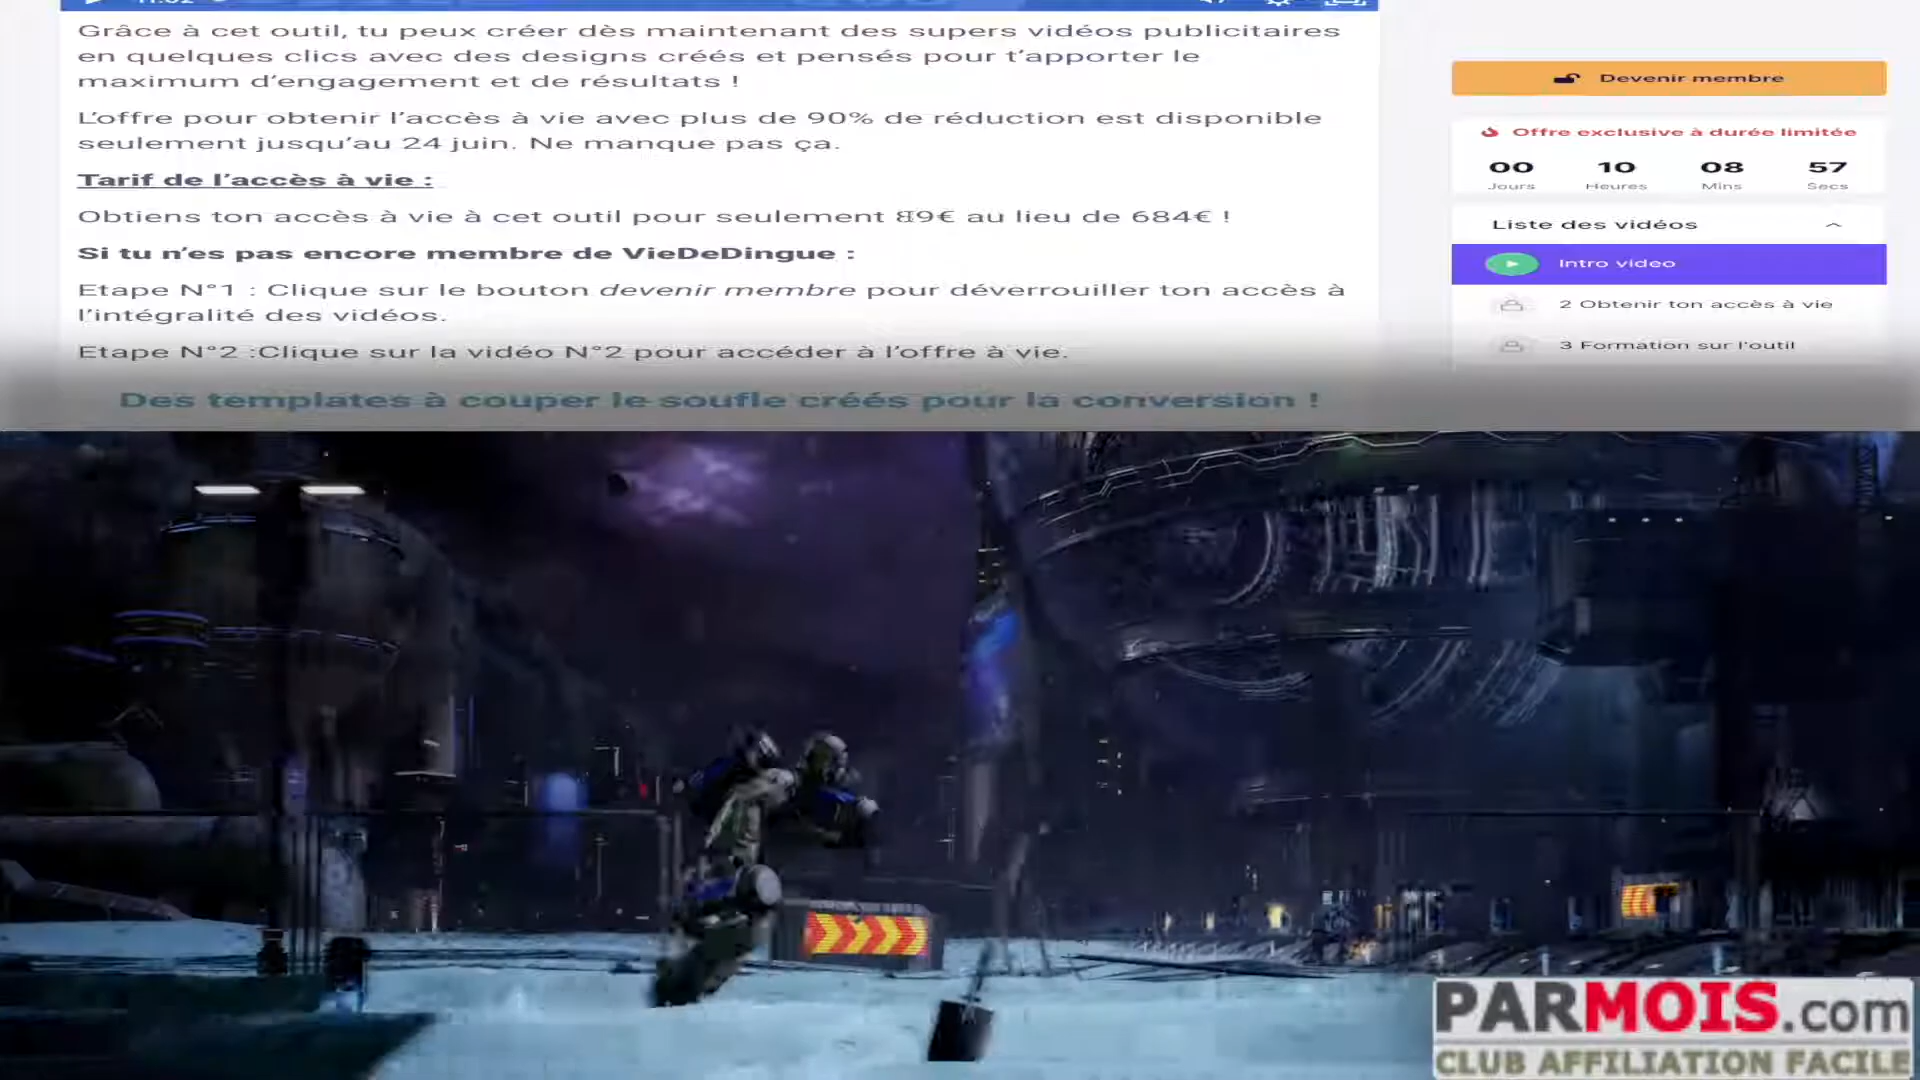 Grâce à cet outil, tu peux créer dès maintenant des supers vidéos publicitaires
en quelques clics avec des designs créés et pensés pour t'apporter le
maximum d'engagement et de résultats !
L'offre pour obtenir l'accès à vie avec plus de 90% de réduction est disponible
seulement jusqu'au 24 juin. Ne manque pas ça.
Tarif de l'accès à vie :
Obtiens ton accès à vie à cet outil pour seulement 89€ au lieu de 684€ !
Si tu n'es pas encore membre de VieDeDingue :
Etape N°1 : Clique sur le bouton devenir membre pour déverrouiller ton accès à
l'intégralité des vidéos.
Etape N°2 :Clique sur la vidéo N°2 pour accéder à l'offre à vie.
Des templates à couper le soufle créés pour la conversion !
Devenir membre
Offre exclusive à durée limitée
00 10 08 57
Jours Heures Mins Secs
Liste des vidéos
Intro video
2 Obtenir ton accès à vie
3 Formation sur l'outil
PARMOIS.com
CLUB AFFILIATION FACILE